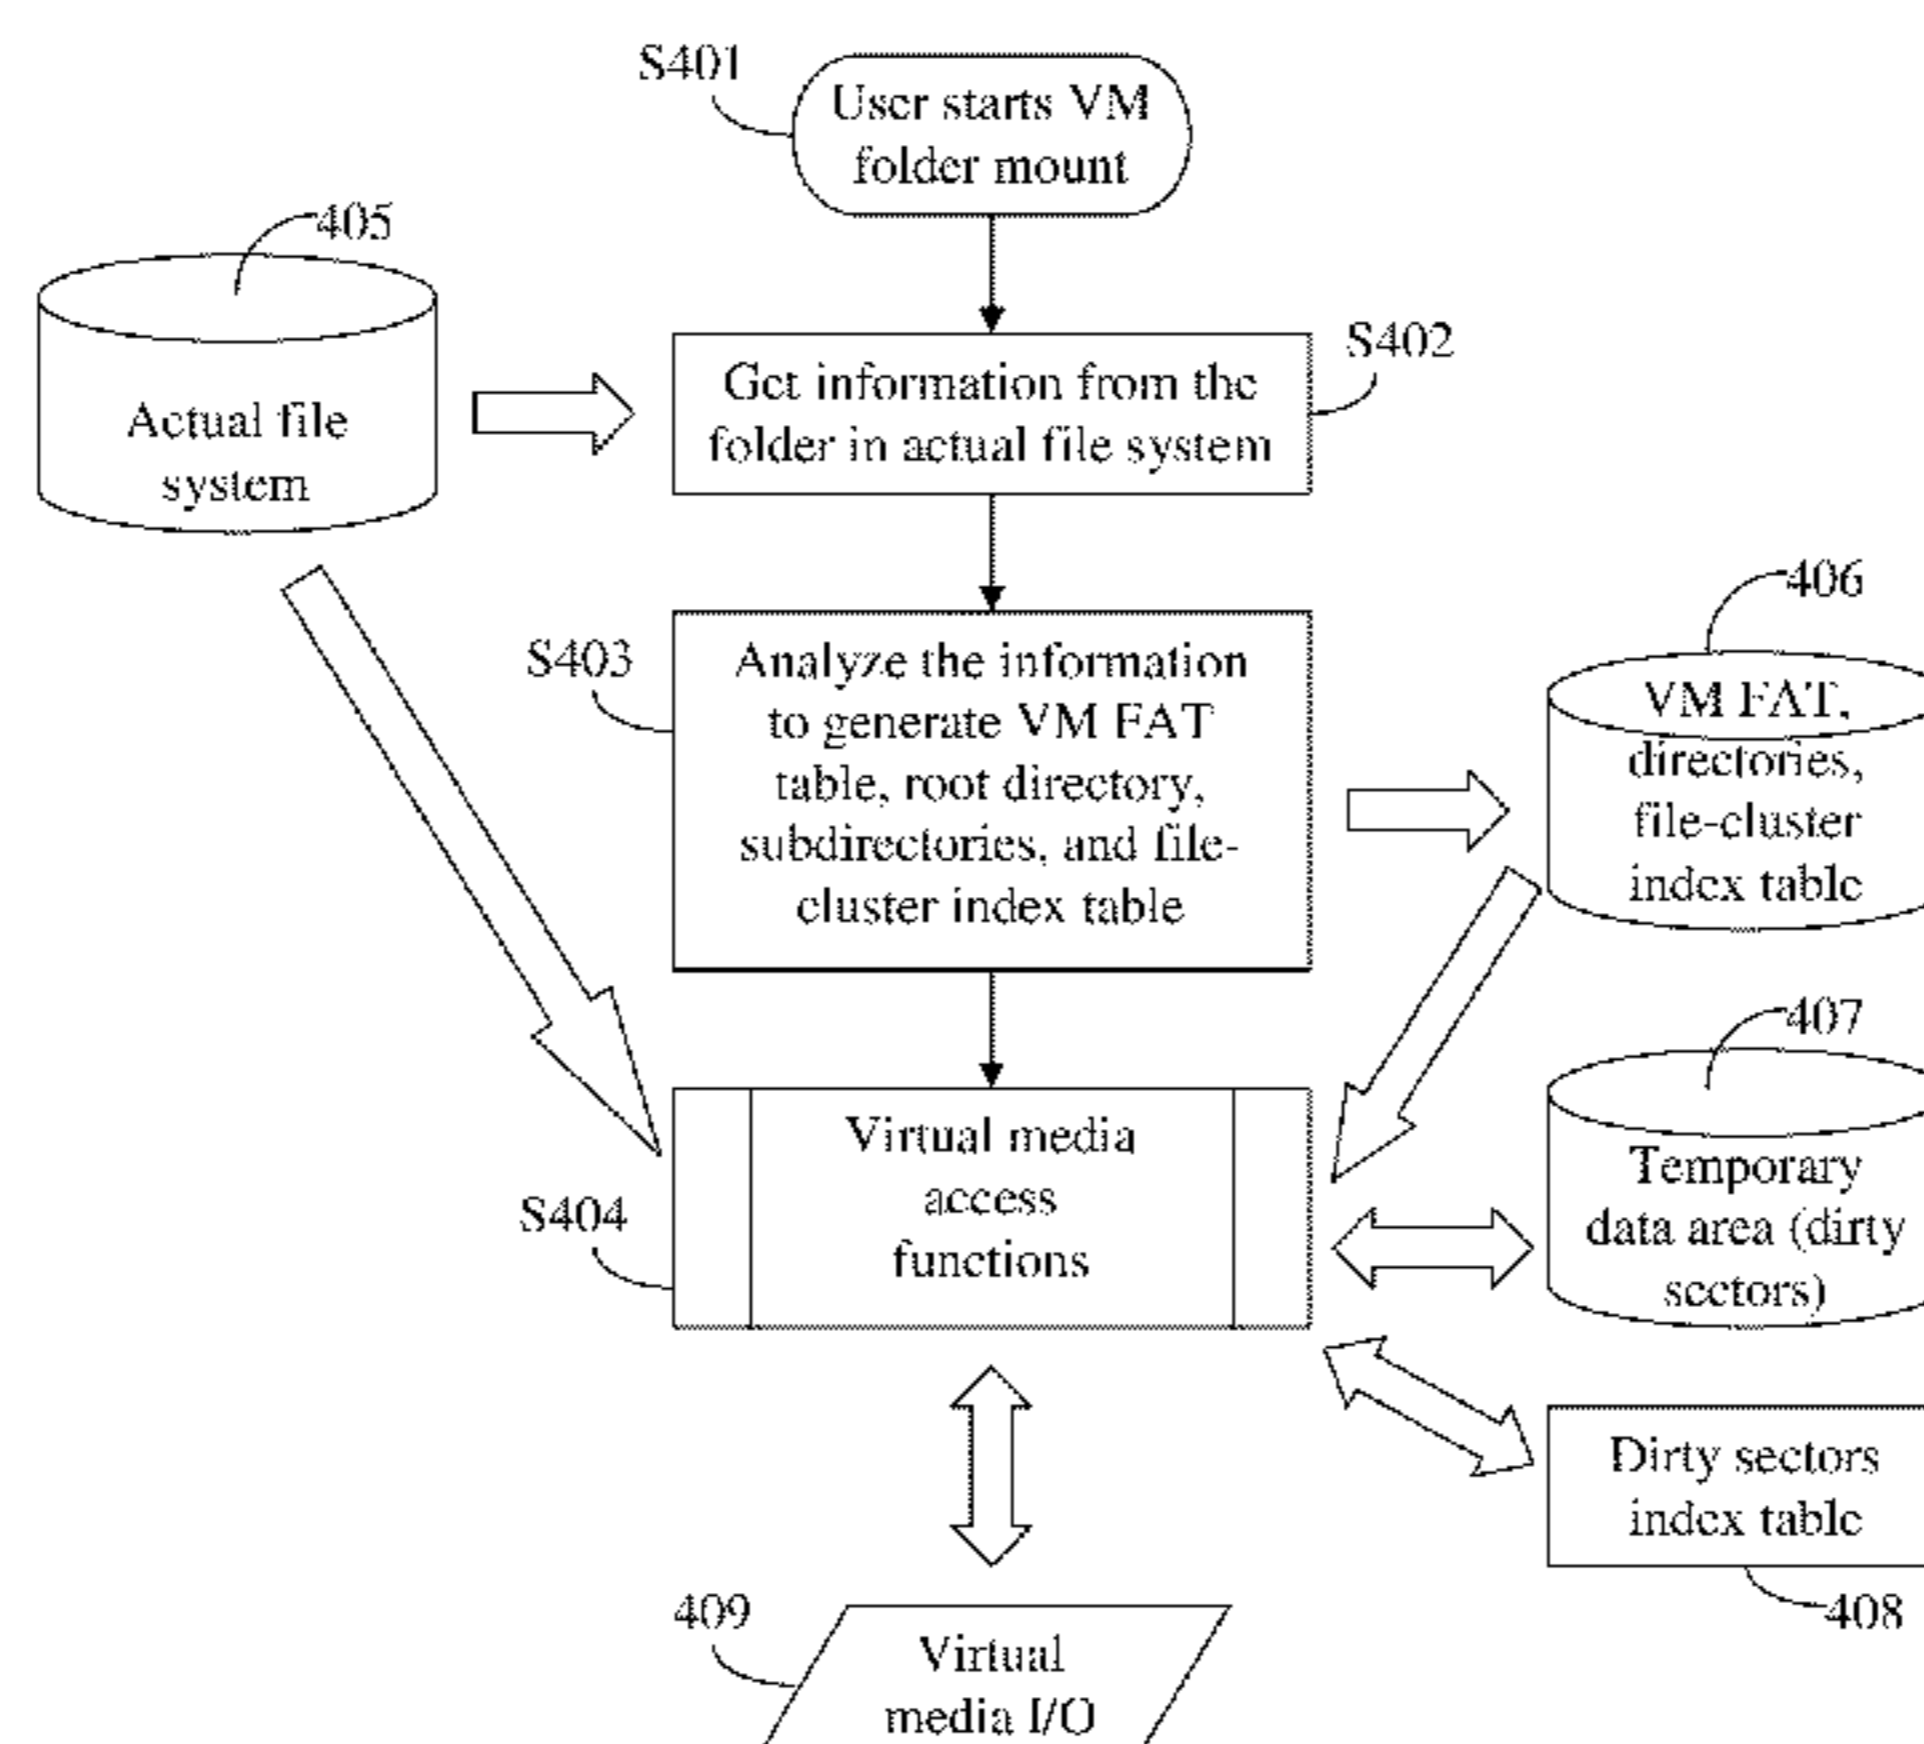 S401
User starts VM
folder mount
405
Actual file
system
S402
Get information from the
folder in actual file system
S403
Analyze the information
to generate VM FAT
table, root directory,
subdirectories, and file-
cluster index table
406
VM FAT,
directories,
file-cluster
index table
S404
Virtual media
access
functions
407
Temporary
data area (dirty
sectors)
Dirty sectors
index table
408
409
Virtual
media I/O